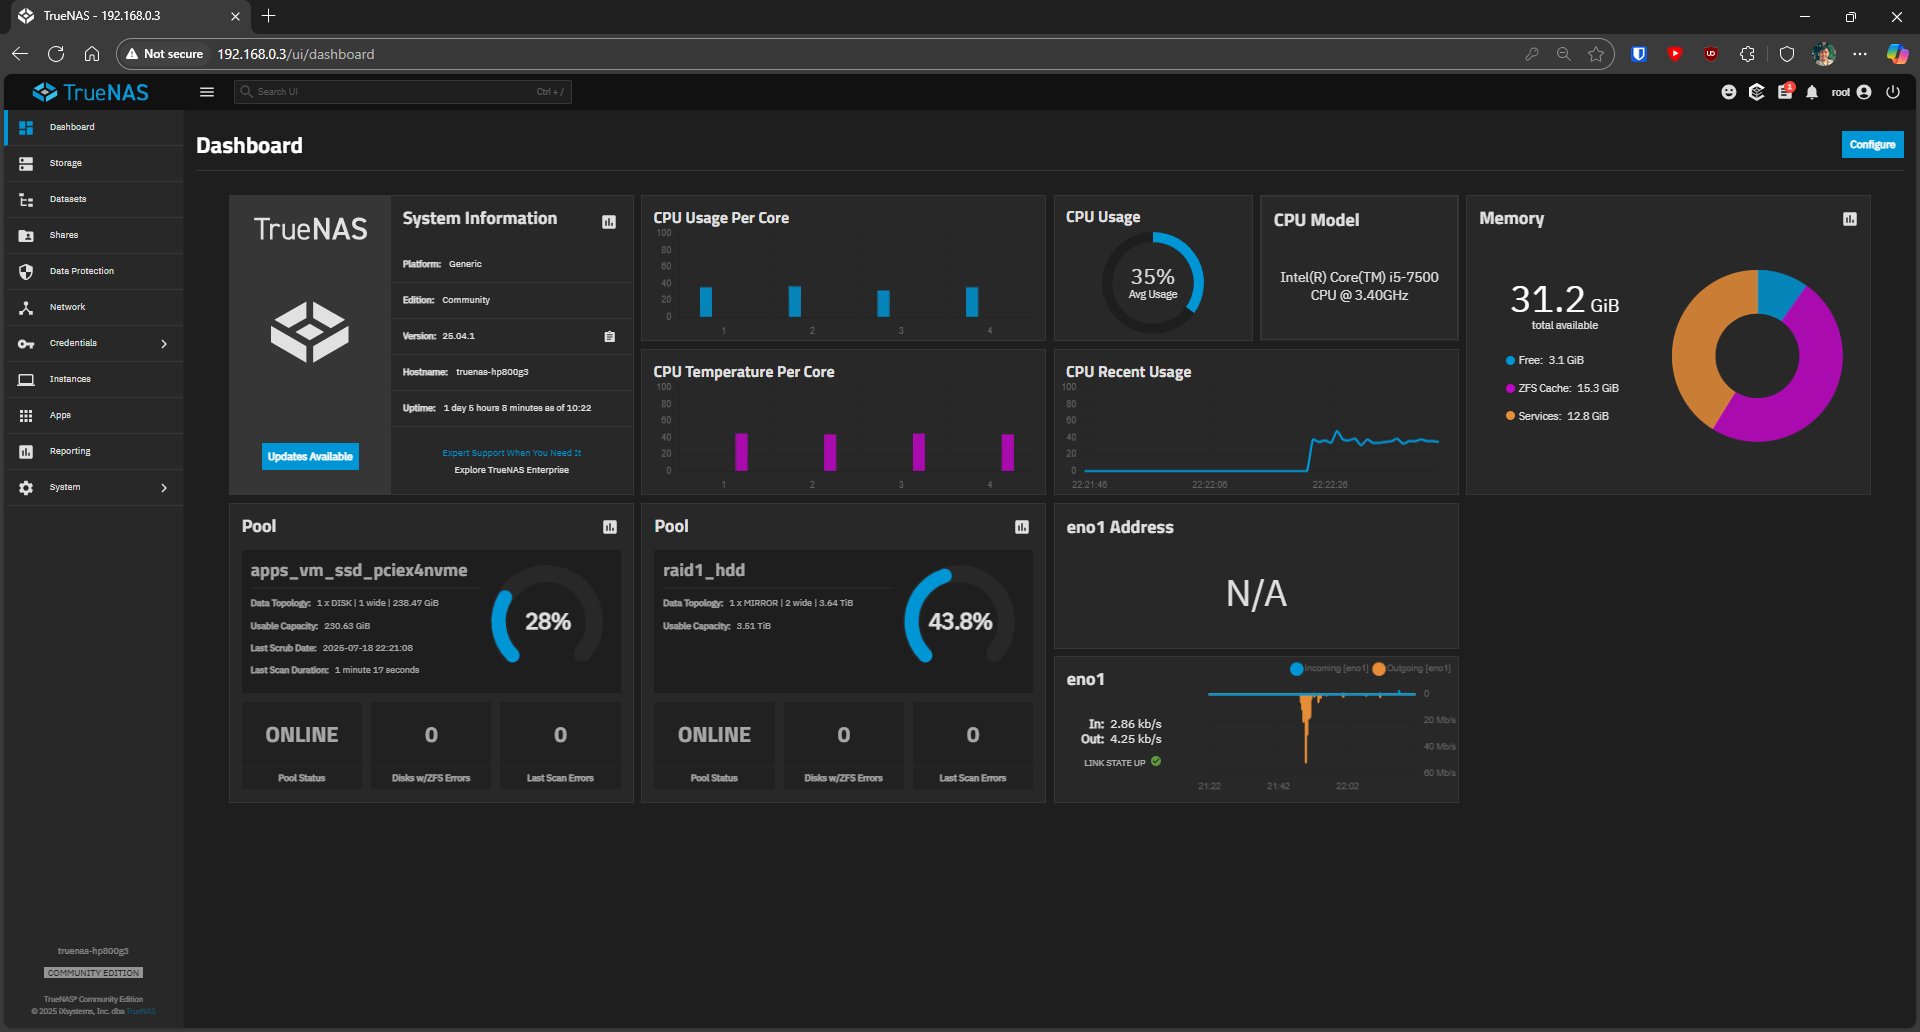 TrueNAS - 192.168.0.3
Not secure 192.168.0.3/ui/dashboard
TrueNAS
Search UI Ctrl + /
1
root
Dashboard
Storage
Datasets
Shares
Data Protection
Network
Credentials
Instances
Apps
Reporting
System
truenas-hp800g3
COMMUNITY EDITION
TrueNAS® Community Edition
© 2025 iXsystems, Inc. dba TrueNAS
Dashboard
Configure
TrueNAS
Updates Available
System Information
Platform: Generic
Edition: Community
Version: 25.04.1
Hostname: truenas-hp800g3
Uptime: 1 day 5 hours 8 minutes as of 10:22
Expert Support When You Need It
Explore TrueNAS Enterprise
CPU Usage Per Core
100
80
60
40
20
0
1 2 3 4
CPU Usage
35%
Avg Usage
CPU Model
Intel(R) Core(TM) i5-7500
CPU @ 3.40GHz
Memory
31.2 GiB
total available
Free: 3.1 GiB
ZFS Cache: 15.3 GiB
Services: 12.8 GiB
CPU Temperature Per Core
100
80
60
40
20
0
1 2 3 4
CPU Recent Usage
100
80
60
40
20
0
22:21:46 22:22:06 22:22:26
Pool
apps_vm_ssd_pciex4nvme
Data Topology: 1 x DISK | 1 wide | 238.47 GiB
Usable Capacity: 230.63 GiB
Last Scrub Date: 2025-07-18 22:21:08
Last Scan Duration: 1 minute 17 seconds
28%
ONLINE
Pool Status
0
Disks w/ZFS Errors
0
Last Scan Errors
Pool
raid1_hdd
Data Topology: 1 x MIRROR | 2 wide | 3.64 TiB
Usable Capacity: 3.51 TiB
43.8%
ONLINE
Pool Status
0
Disks w/ZFS Errors
0
Last Scan Errors
eno1 Address
N/A
eno1
In: 2.86 kb/s
Out: 4.25 kb/s
LINK STATE UP
Incoming [eno1] Outgoing [eno1]
0
20 Mb/s
40 Mb/s
60 Mb/s
21:22 21:42 22:02